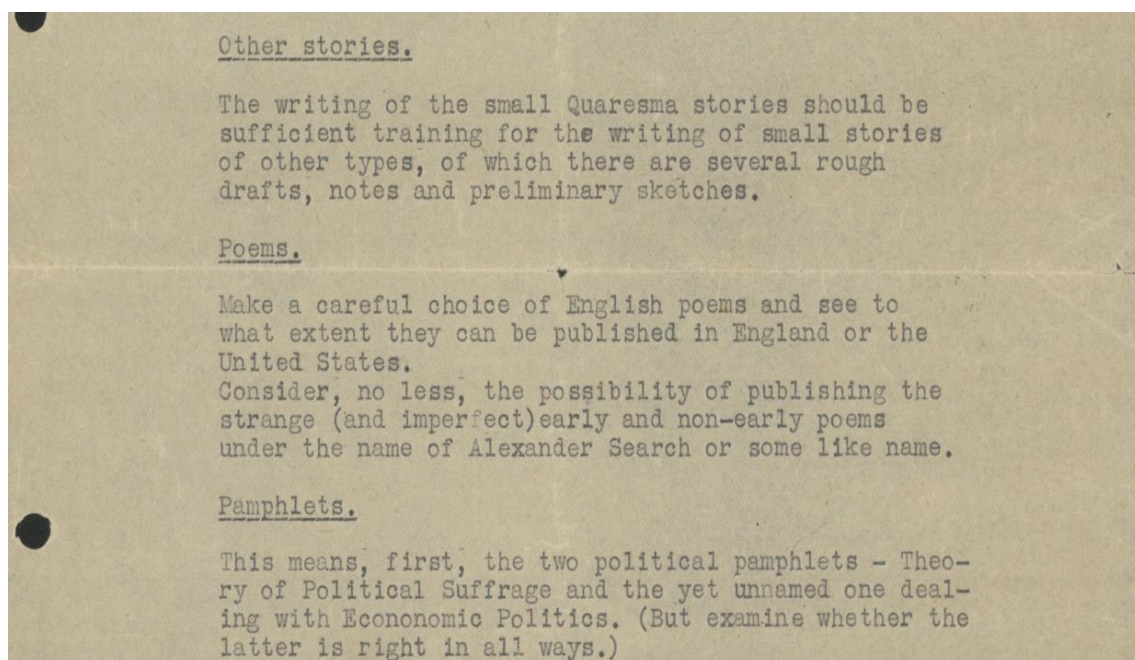 Other stories.
The writing of the small Quaresma stories should be
sufficient training for the writing of small stories
of other types, of which there are several rough
drafts, notes and preliminary sketches.
Poems.
Make a careful choice of English poems and see to
what extent they can be published in England or the
United States.
Consider, no less, the possibility of publishing the
strange (and imperfect)early and non-early poems
under the name of Alexander Search or some like name.
Pamphlets.
This means, first, the two political pamphlets - Theo-
ry of Political Suffrage and the yet unnamed one deal-
ing with Econonomic Politics. (But examine whether the
latter is right in all ways.)